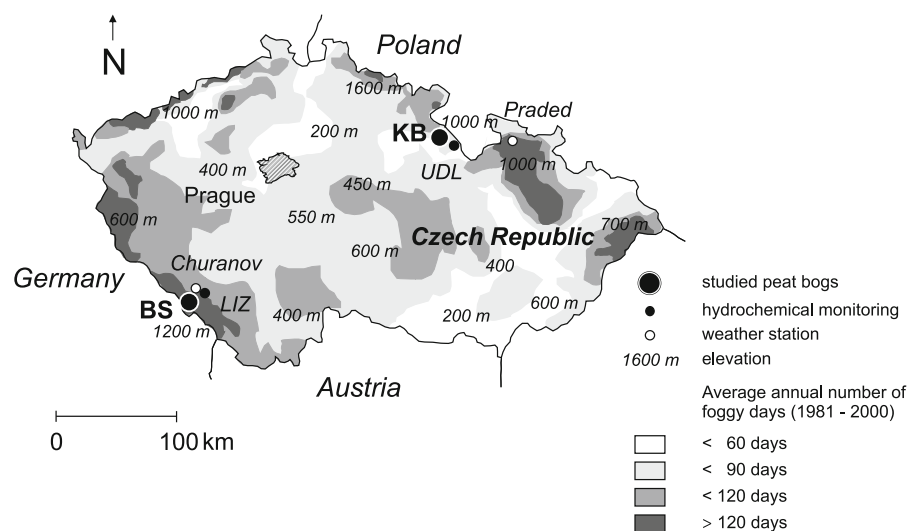 N
Poland
1600 m
1000 m
1000 m
Praded
200 m
KB
UDL
1000 m
400 m
Prague
450 m
550 m
600 m
Czech Republic
700 m
600 m
400
Germany
Churanov
LIZ
BS
1200 m
400 m
200 m
600 m
Austria
0 100 km
studied peat bogs
hydrochemical monitoring
weather station
1600 m elevation
Average annual number of
foggy days (1981 - 2000)
< 60 days
< 90 days
< 120 days
> 120 days